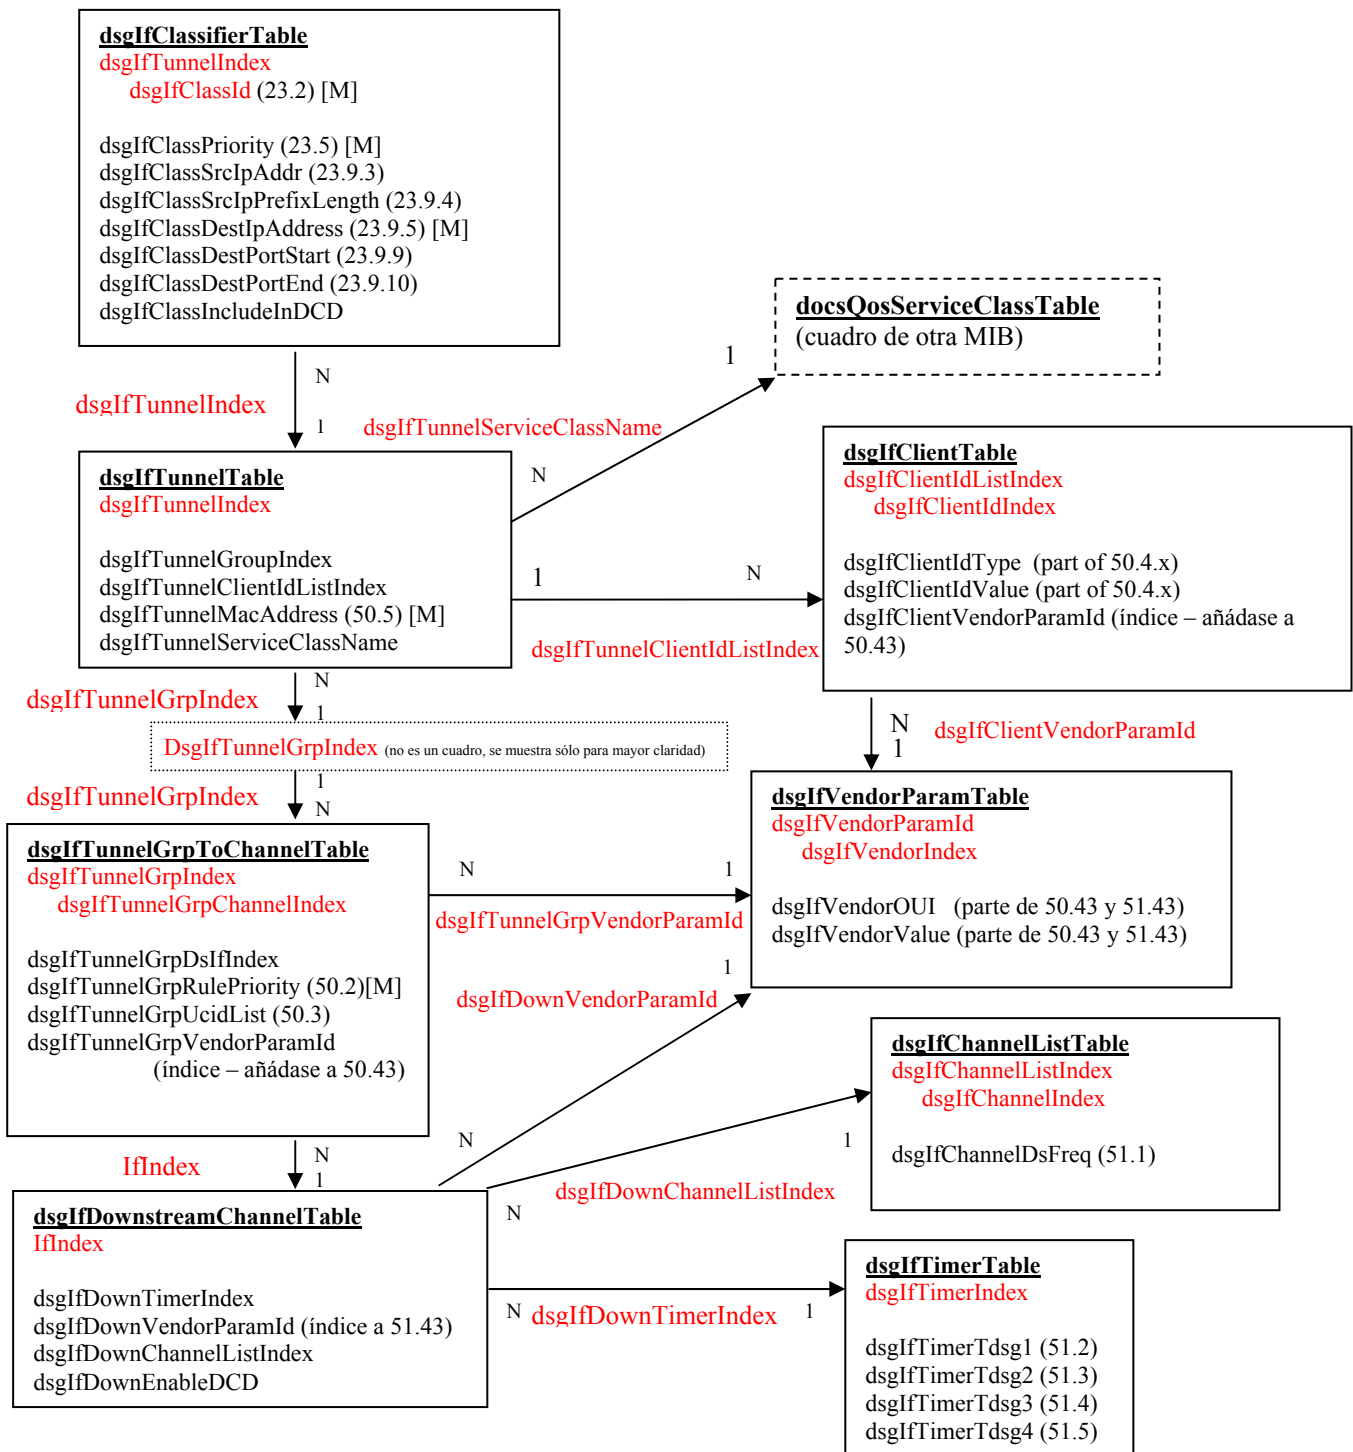 dsgIfClassifierTable
dsgIfTunnelIndex
dsgIfClassId (23.2) [M]
dsgIfClassPriority (23.5) [M]
dsgIfClassSrcIpAddr (23.9.3)
dsgIfClassSrcIpPrefixLength (23.9.4)
dsgIfClassDestIpAddress (23.9.5) [M]
dsgIfClassDestPortStart (23.9.9)
dsgIfClassDestPortEnd (23.9.10)
dsgIfClassIncludeInDCD
docsQosServiceClassTable
(cuadro de otra MIB)
1
N
dsgIfTunnelIndex
1
dsgIfTunnelServiceClassName
N
dsgIfTunnelTable
dsgIfTunnelIndex
dsgIfTunnelGroupIndex
dsgIfTunnelClientIdListIndex
dsgIfTunnelMacAddress (50.5) [M]
dsgIfTunnelServiceClassName
1
N
dsgIfTunnelClientIdListIndex
dsgIfClientTable
dsgIfClientIdListIndex
dsgIfClientIdIndex
dsgIfClientIdType (part of 50.4.x)
dsgIfClientIdValue (part of 50.4.x)
dsgIfClientVendorParamId (índice – añádase a
50.43)
N
dsgIfTunnelGrpIndex
1
DsgIfTunnelGrpIndex (no es un cuadro, se muestra sólo para mayor claridad)
1
dsgIfTunnelGrpIndex
N
N
dsgIfClientVendorParamId
1
dsgIfVendorParamTable
dsgIfVendorParamId
dsgIfVendorIndex
dsgIfVendorOUI (parte de 50.43 y 51.43)
dsgIfVendorValue (parte de 50.43 y 51.43)
dsgIfTunnelGrpToChannelTable
dsgIfTunnelGrpIndex
dsgIfTunnelGrpChannelIndex
dsgIfTunnelGrpDsIfIndex
dsgIfTunnelGrpRulePriority (50.2)[M]
dsgIfTunnelGrpUcidList (50.3)
dsgIfTunnelGrpVendorParamId
(índice – añádase a 50.43)
N
1
dsgIfTunnelGrpVendorParamId
1
dsgIfDownVendorParamId
N
dsgIfChannelListTable
dsgIfChannelListIndex
dsgIfChannelIndex
dsgIfChannelDsFreq (51.1)
1
dsgIfDownChannelListIndex
N
N
IfIndex
1
dsgIfDownstreamChannelTable
IfIndex
dsgIfDownTimerIndex
dsgIfDownVendorParamId (índice a 51.43)
dsgIfDownChannelListIndex
dsgIfDownEnableDCD
N
dsgIfDownTimerIndex
1
dsgIfTimerTable
dsgIfTimerIndex
dsgIfTimerTdsg1 (51.2)
dsgIfTimerTdsg2 (51.3)
dsgIfTimerTdsg3 (51.4)
dsgIfTimerTdsg4 (51.5)